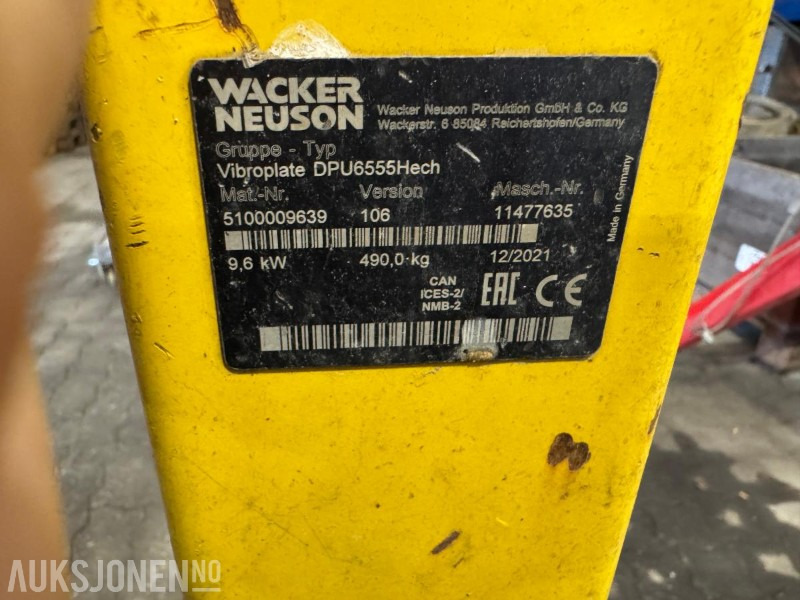 WACKER
NEUSON
Wacker Neuson Produktion GmbH & Co. KG
Wackerstr. 6 85084 Reichertshofen/Germany
Gruppe - Typ
Vibroplate DPU6555Hech
Mat.-Nr. Version Masch.-Nr.
5100009639 106 11477635
9,6 kW 490,0 kg 12/2021
CAN
ICES-2/
NMB-2
EAC CE
Made in Germany
AUKSJONEN.NO